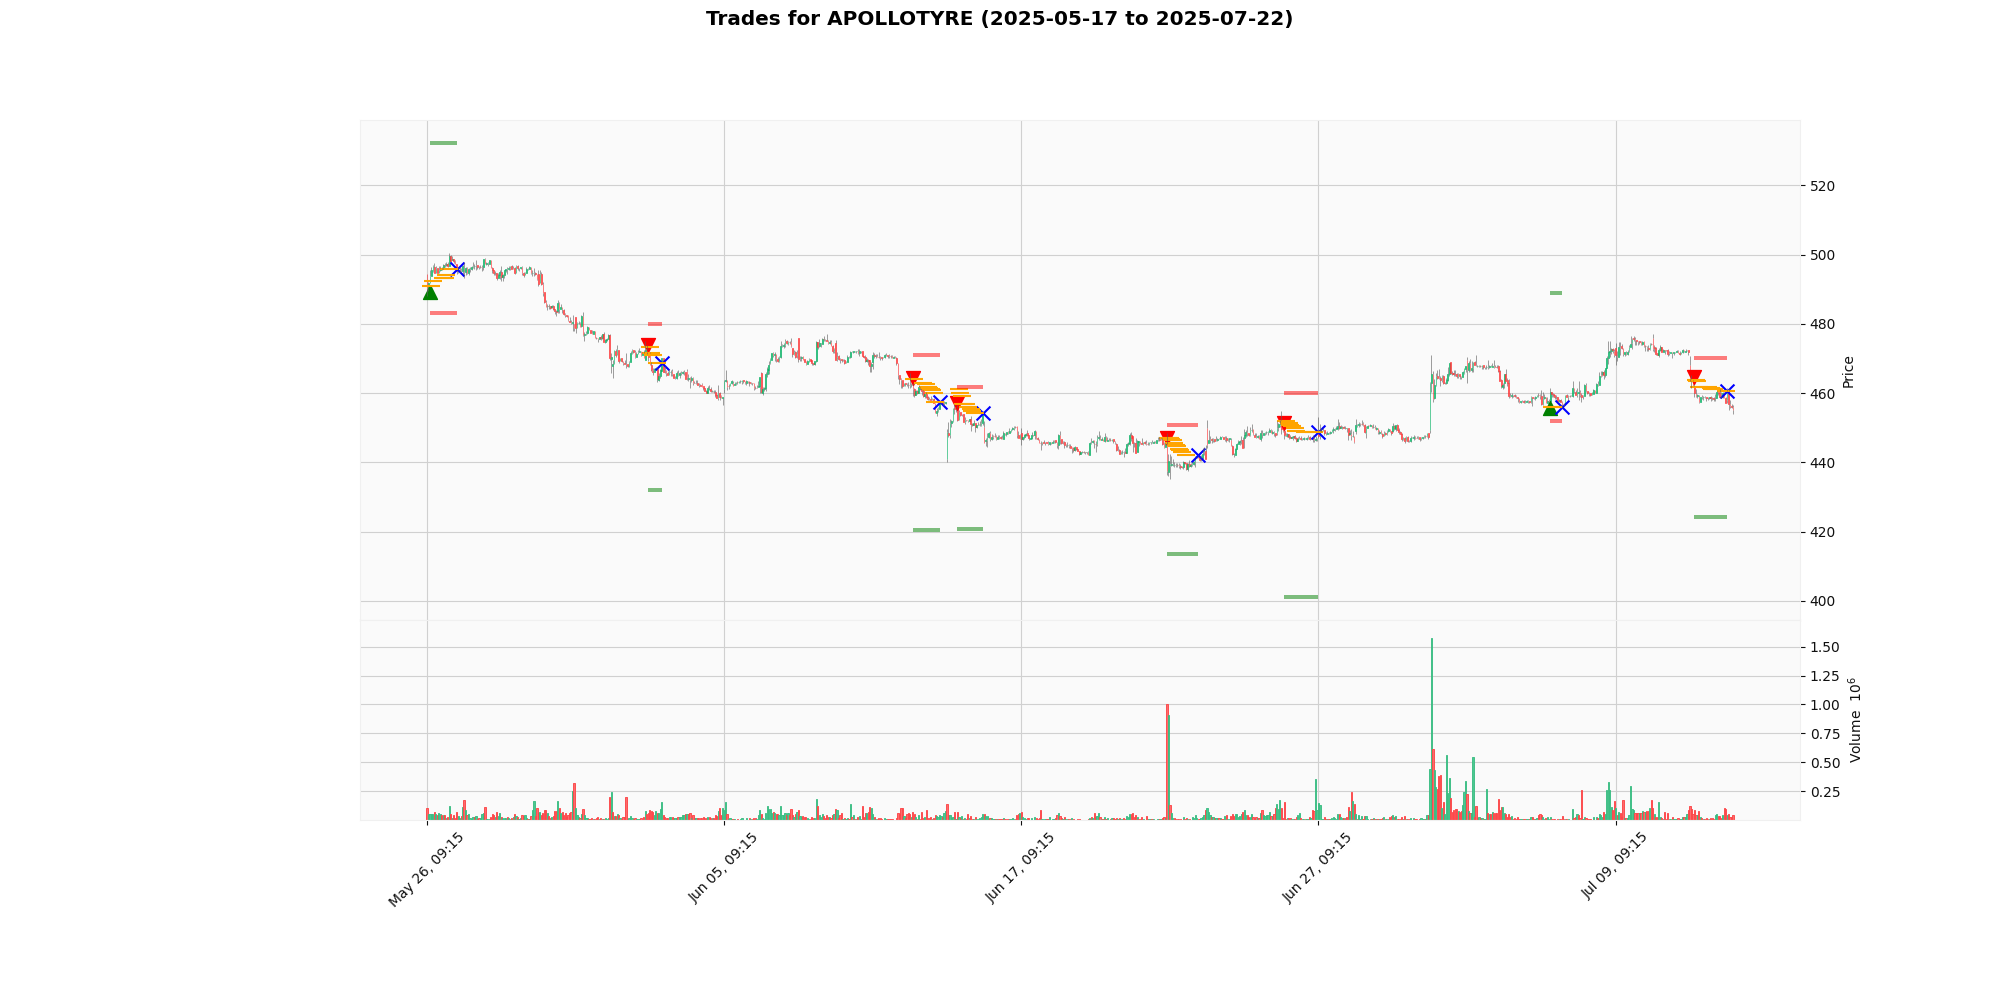 Trades for APOLLOTYRE (2025-05-17 to 2025-07-22)
520
500
480
460
440
420
400
Price
1.50
1.25
1.00
0.75
0.50
0.25
Volume 10⁶
May 26, 09:15
Jun 05, 09:15
Jun 17, 09:15
Jun 27, 09:15
Jul 09, 09:15